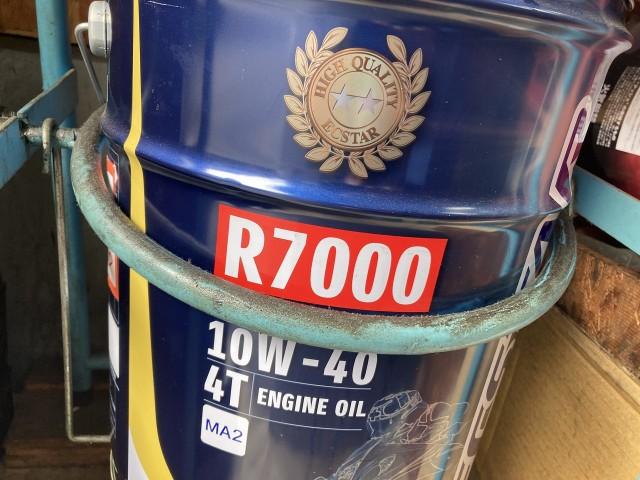 HIGH QUALITY
ECSTAR
R7000
10W-40
4T ENGINE OIL
MA2